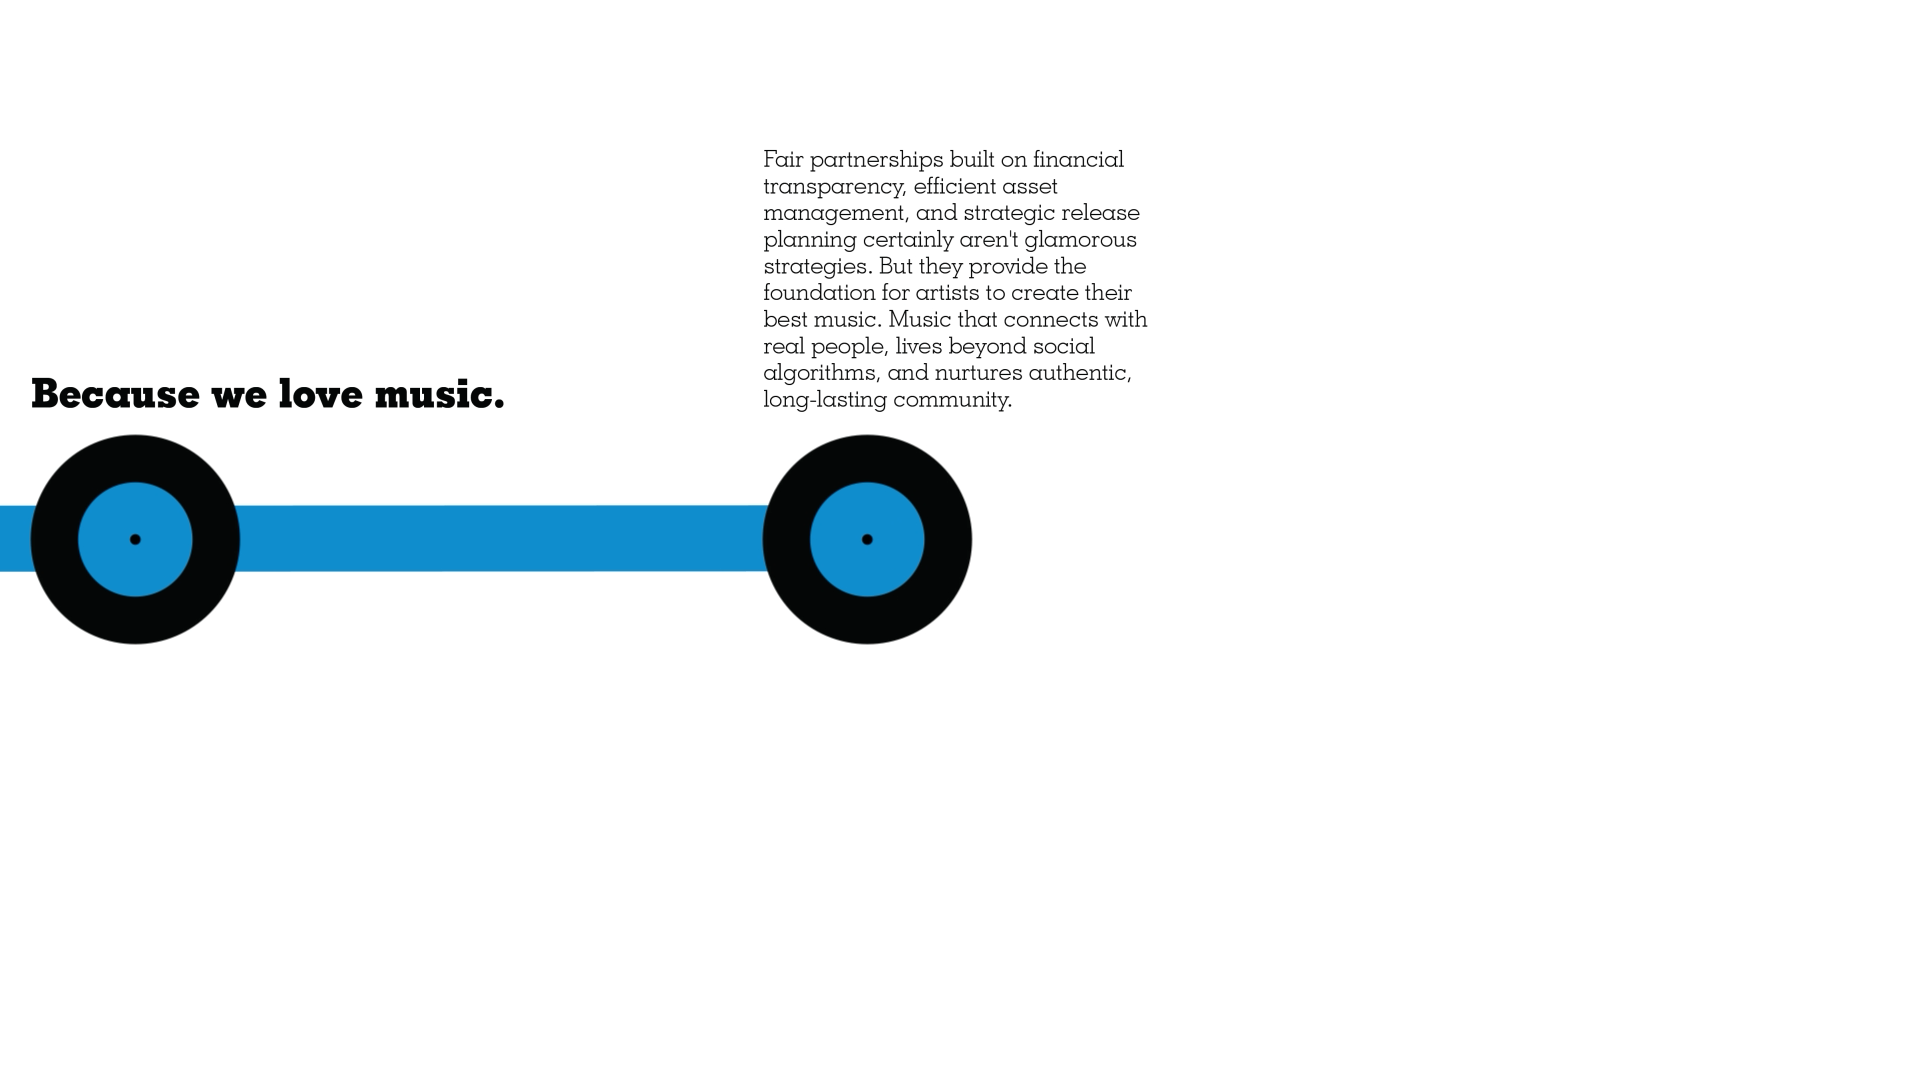 Because we love music.
Fair partnerships built on financial
transparency, efficient asset
management, and strategic release
planning certainly aren't glamorous
strategies. But they provide the
foundation for artists to create their
best music. Music that connects with
real people, lives beyond social
algorithms, and nurtures authentic,
long-lasting community.